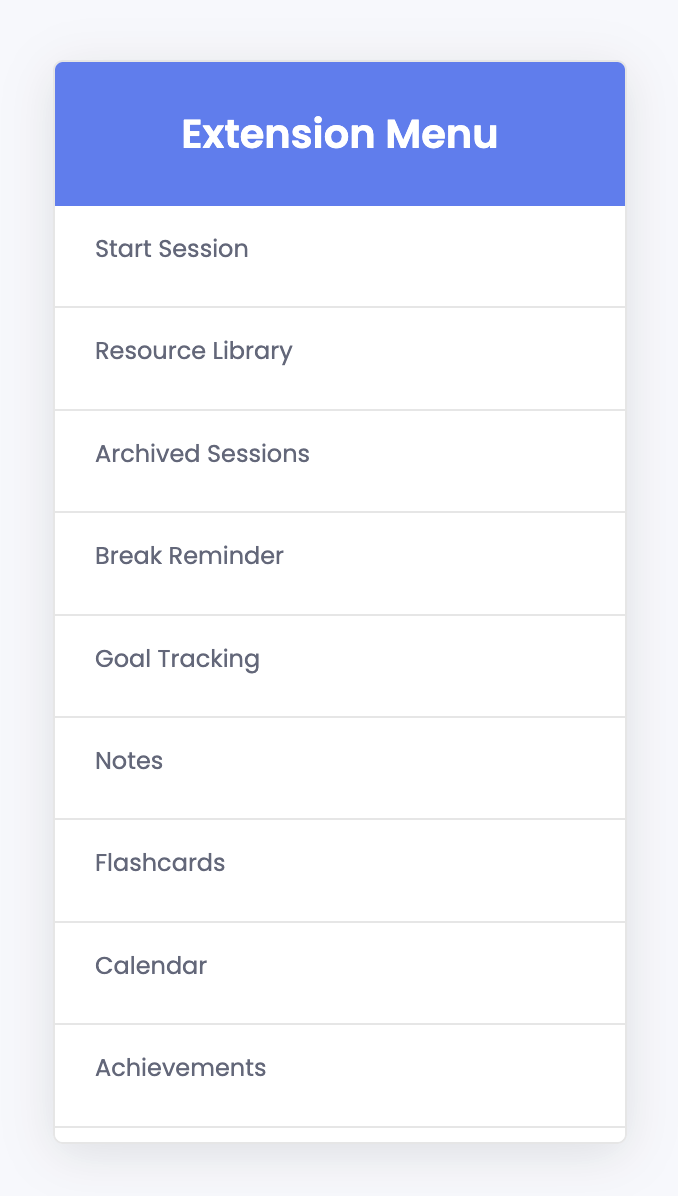 Extension Menu
Start Session
Resource Library
Archived Sessions
Break Reminder
Goal Tracking
Notes
Flashcards
Calendar
Achievements